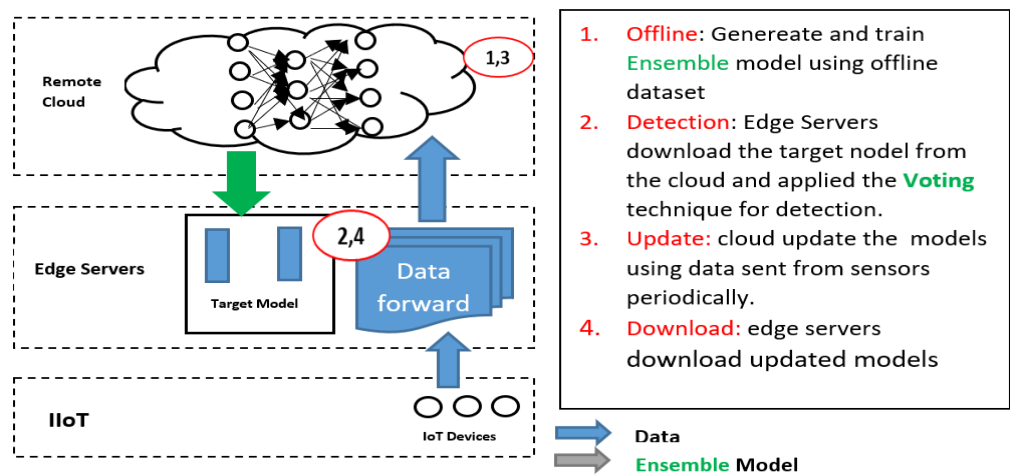 Remote
Cloud
1,3
Edge Servers
2,4
Target Model
Data
forward
IIoT
IoT Devices
1. Offline: Genereate and train
Ensemble model using offline
dataset
2. Detection: Edge Servers
download the target nodel from
the cloud and applied the Voting
technique for detection.
3. Update: cloud update the models
using data sent from sensors
periodically.
4. Download: edge servers
download updated models
Data
Ensemble Model